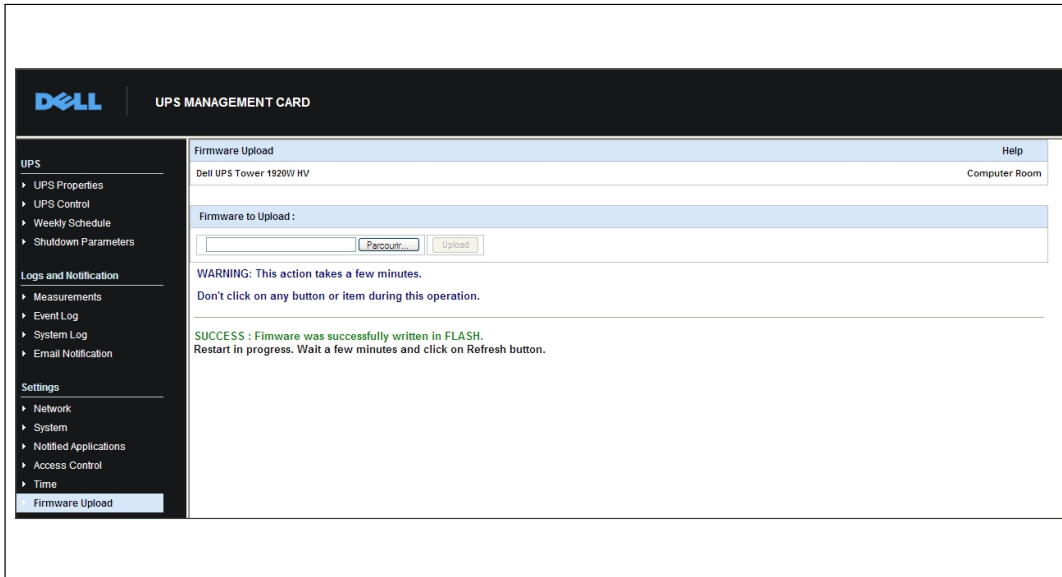 DELL
UPS MANAGEMENT CARD
UPS
UPS Properties
UPS Control
Weekly Schedule
Shutdown Parameters
Logs and Notification
Measurements
Event Log
System Log
Email Notification
Settings
Network
System
Notified Applications
Access Control
Time
Firmware Upload
Firmware Upload Help
Dell UPS Tower 1920W HV Computer Room
Firmware to Upload :
Parcourir... Upload
WARNING: This action takes a few minutes.
Don't click on any button or item during this operation.
SUCCESS : Fimware was successfully written in FLASH.
Restart in progress. Wait a few minutes and click on Refresh button.